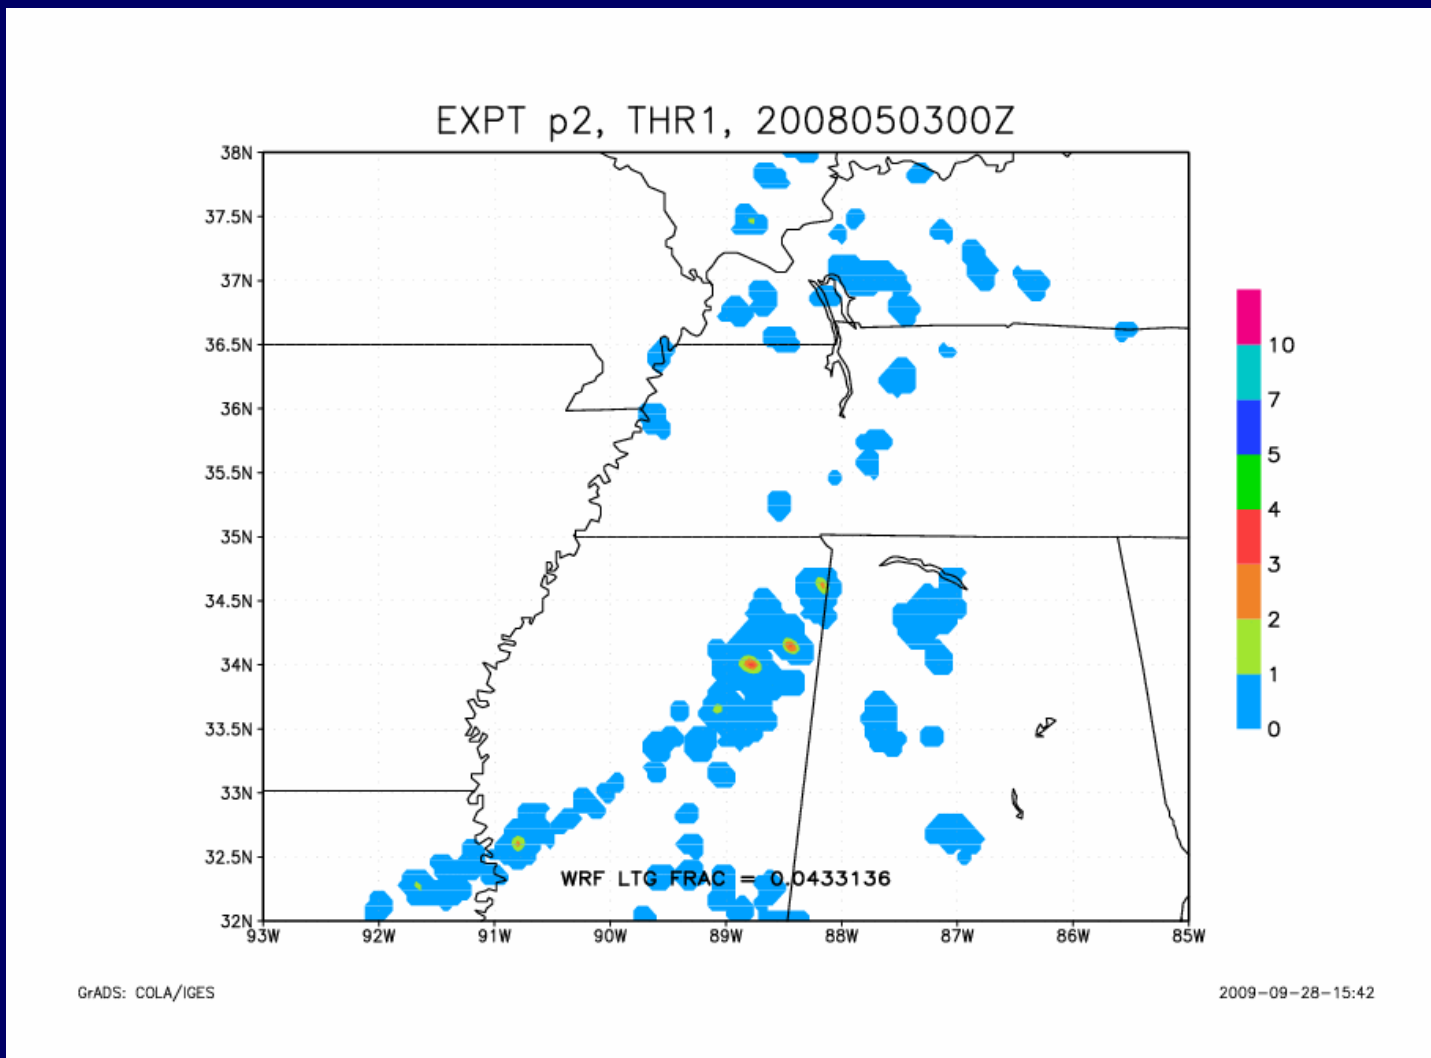 EXPT p2, THR1, 2008050300Z
38N
37.5N
37N
36.5N
36N
35.5N
35N
34.5N
34N
33.5N
33N
32.5N
32N
93W 92W 91W 90W 89W 88W 87W 86W 85W
10
7
5
4
3
2
1
0
WRF LTG FRAC = 0.0433136
GrADS: COLA/IGES
2009-09-28-15:42